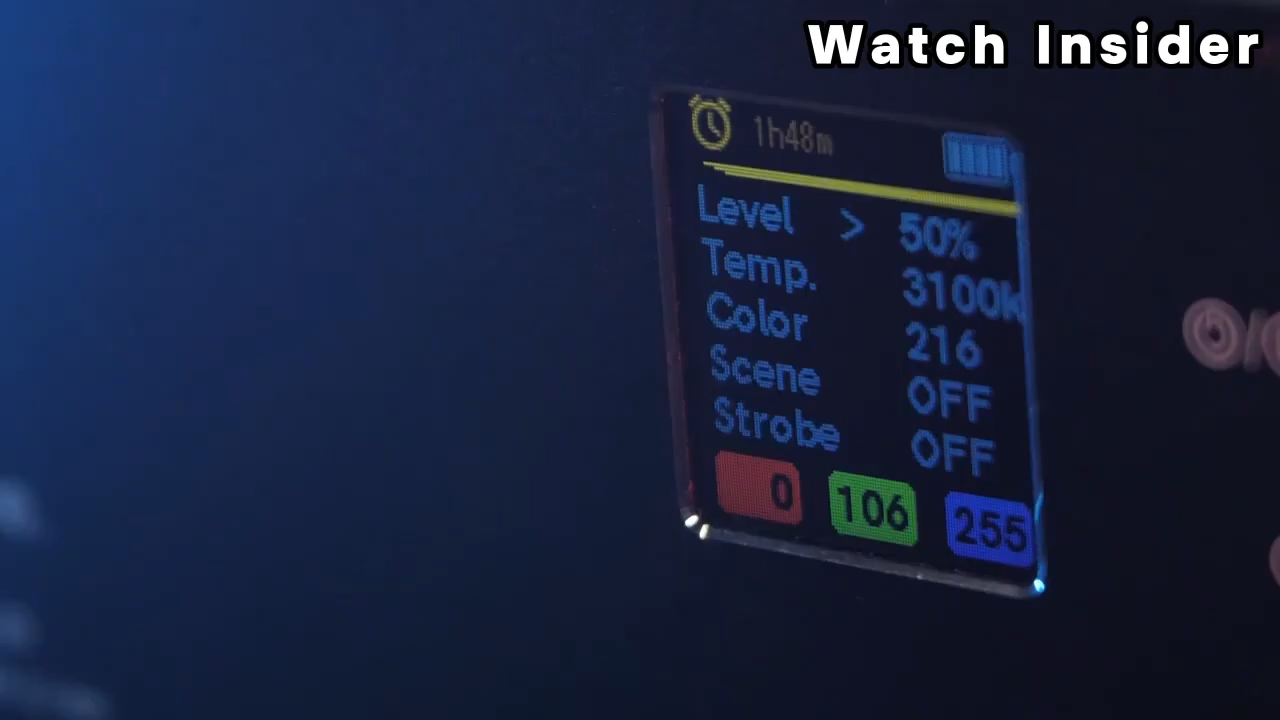 Watch Insider
1h48m
Level > 50%
Temp. 3100k
Color 216
Scene OFF
Strobe OFF
0 106 255